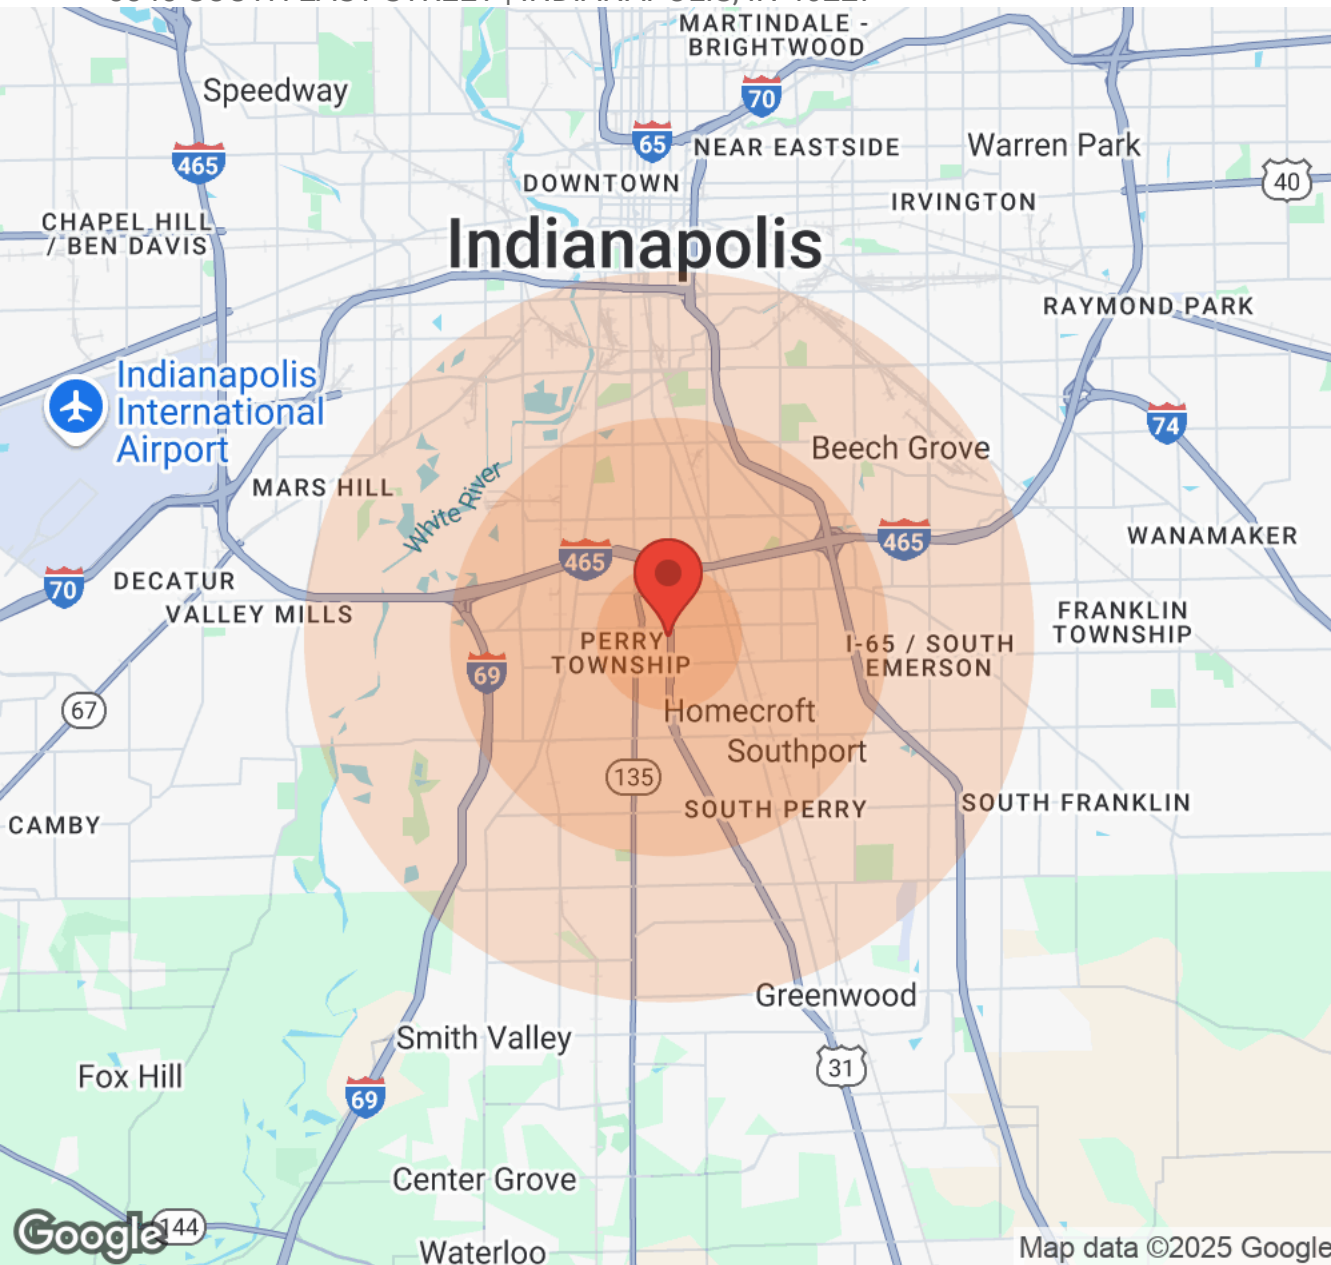 MARTINDALE -
BRIGHTWOOD
Speedway
70
65
NEAR EASTSIDE
Warren Park
465
DOWNTOWN
40
IRVINGTON
CHAPEL HILL
/ BEN DAVIS
Indianapolis
RAYMOND PARK
Indianapolis
International
Airport
74
Beech Grove
MARS HILL
White River
465
465
WANAMAKER
70
DECATUR
VALLEY MILLS
FRANKLIN
TOWNSHIP
PERRY
TOWNSHIP
I-65 / SOUTH
EMERSON
69
67
Homecroft
Southport
135
SOUTH PERRY
SOUTH FRANKLIN
CAMBY
Greenwood
Smith Valley
31
Fox Hill
69
Center Grove
Google
144
Waterloo
Map data ©2025 Google